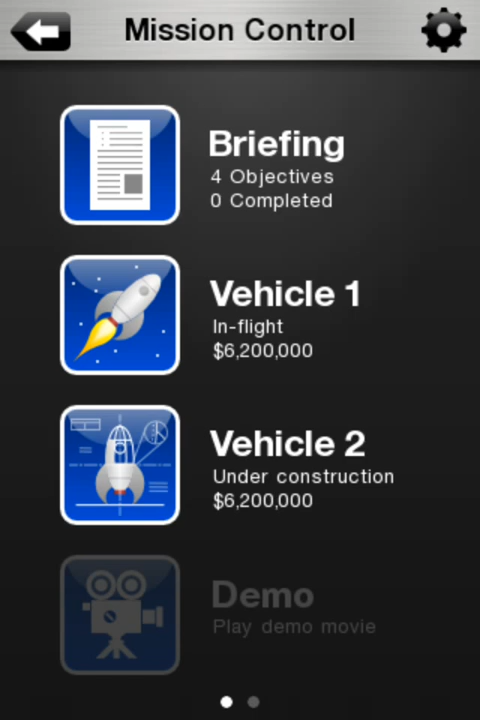 Mission Control
Briefing
4 Objectives
0 Completed
Vehicle 1
In-flight
$6,200,000
Vehicle 2
Under construction
$6,200,000
Demo
Play demo movie